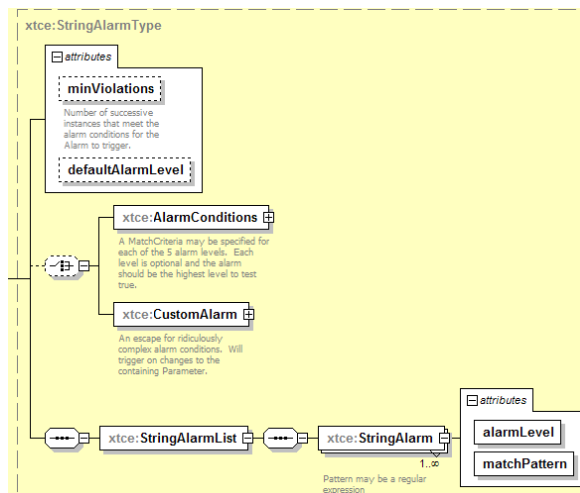 xtce:StringAlarmType
attributes
minViolations
Number of successive
instances that meet the
alarm conditions for the
Alarm to trigger.
defaultAlarmLevel
xtce:AlarmConditions
A MatchCriteria may be specified for
each of the 5 alarm levels. Each
level is optional and the alarm
should be the highest level to test
true.
xtce:CustomAlarm
An escape for ridiculously
complex alarm conditions. Will
trigger on changes to the
containing Parameter.
xtce:StringAlarmList
xtce:StringAlarm
1..∞
Pattern may be a regular
expression
attributes
alarmLevel
matchPattern